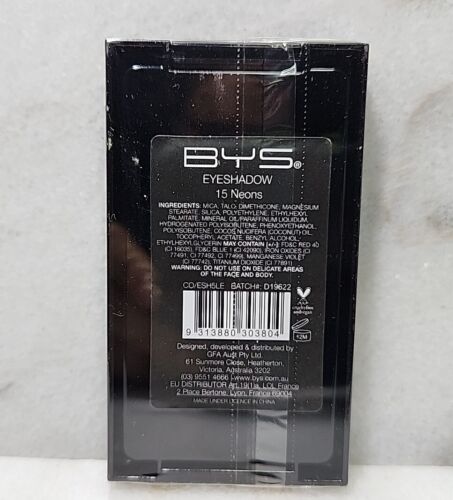 BYS®
EYESHADOW
15 Neons
INGREDIENTS: MICA, TALC, DIMETHICONE, MAGNESIUM
STEARATE, SILICA, POLYETHYLENE, ETHYLHEXYL
PALMITATE, MINERAL OIL/PARAFFINUM LIQUIDUM,
HYDROGENATED POLYISOBUTENE, PHENOXYETHANOL,
POLYISOBUTENE, COCOS NUCIFERA (COCONUT) OIL,
TOCOPHERYL ACETATE, BENZYL ALCOHOL,
ETHYLHEXYLGLYCERIN MAY CONTAIN [+/-]: FD&C RED 40
(CI 16035), FD&C BLUE 1 (CI 42090), IRON OXIDES (CI
77491, CI 77492, CI 77499), MANGANESE VIOLET
(CI 77742), TITANIUM DIOXIDE (CI 77891)
WARNING: DO NOT USE ON DELICATE AREAS
OF THE FACE AND BODY.
CO/ESH5LE BATCH#: D19622
9 313880 303804
12M
Designed, developed & distributed by
GFA Aust Pty Ltd.
61 Sunmore Close, Heatherton,
Victoria, Australia 3202
(03) 9551 4666 www.bys.com
EU DISTRIBUTOR Art.19(1)a, LOL France
2 Place Bertone, Lyon, France 69004
MADE UNDER LICENCE IN CHINA